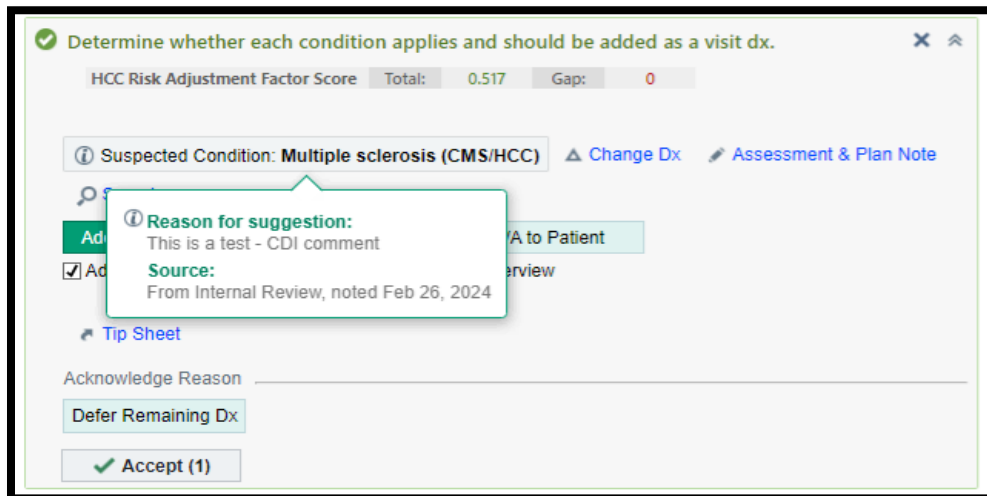 Determine whether each condition applies and should be added as a visit dx.
HCC Risk Adjustment Factor Score Total: 0.517 Gap: 0
Suspected Condition: Multiple sclerosis (CMS/HCC) Change Dx Assessment & Plan Note
Reason for suggestion:
This is a test - CDI comment
to Patient
Source:
From Internal Review, noted Feb 26, 2024
Tip Sheet
Acknowledge Reason
Defer Remaining Dx
Accept (1)